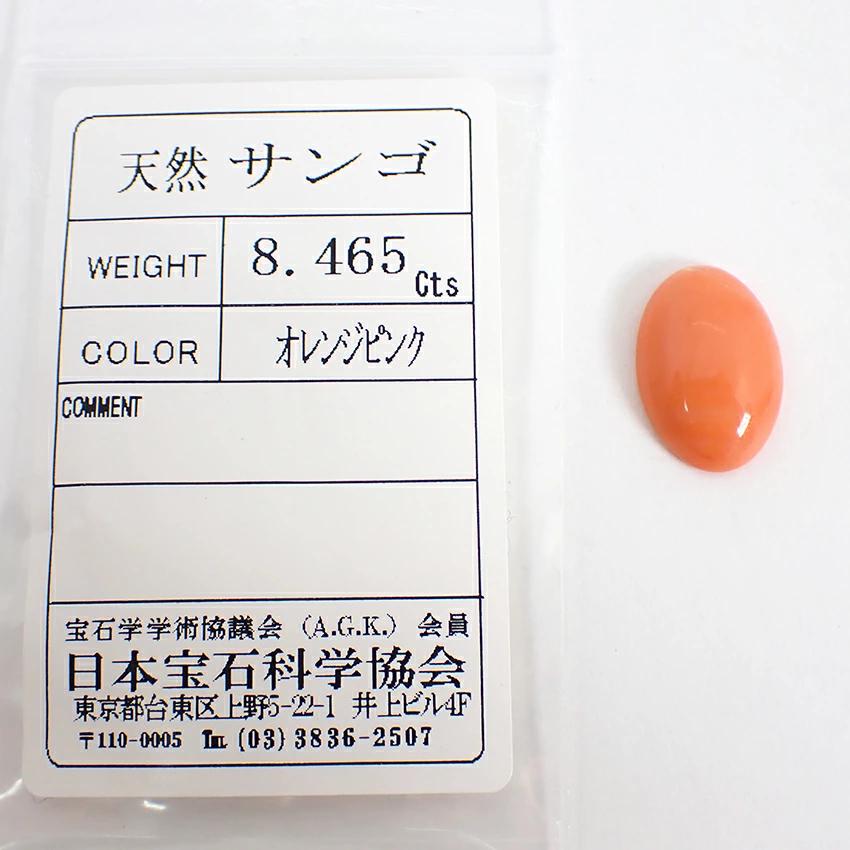 天然 サンゴ
WEIGHT 8.465 Cts
COLOR オレンジピンク
COMMENT
宝石学学術協議会 (A.G.K.) 会員
日本宝石科学協会
東京都台東区上野5-22-1 井上ビル4F
〒110-0005 ℡ (03) 3836-2507